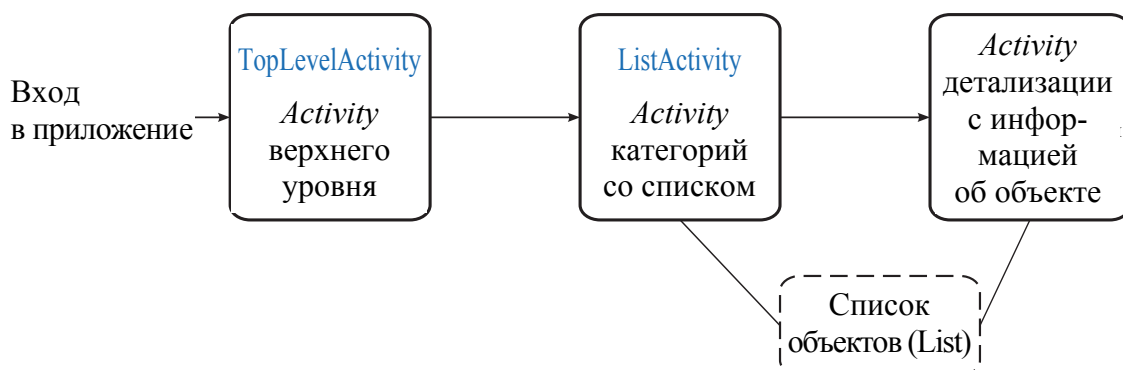 Вход
в приложение
TopLevelActivity
Activity
верхнего
уровня
ListActivity
Activity
категорий
со списком
Activity
детализации
с инфор-
мацией
об объекте
Список
объектов (List)